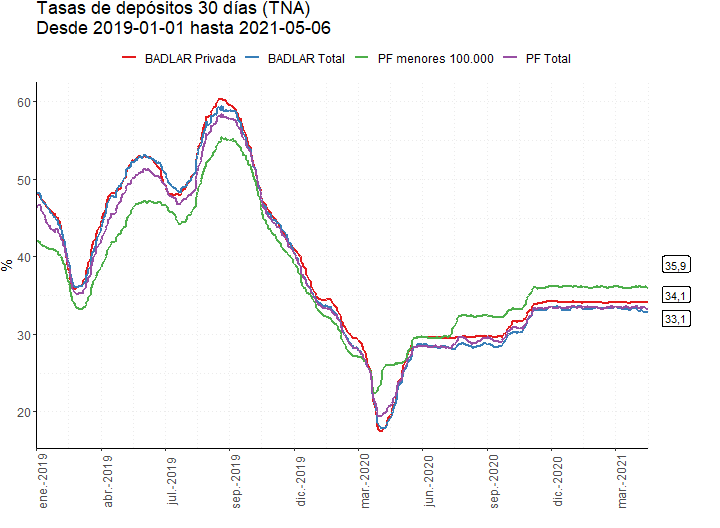 Tasas de depósitos 30 días (TNA)
Desde 2019-01-01 hasta 2021-05-06
BADLAR Privada BADLAR Total PF menores 100.000 PF Total
%
60
50
40
30
20
35,9
34,1
33,1
ene.-2019 abr.-2019 jul.-2019 sep.-2019 dic.-2019 mar.-2020 jun.-2020 sep.-2020 dic.-2020 mar.-2021